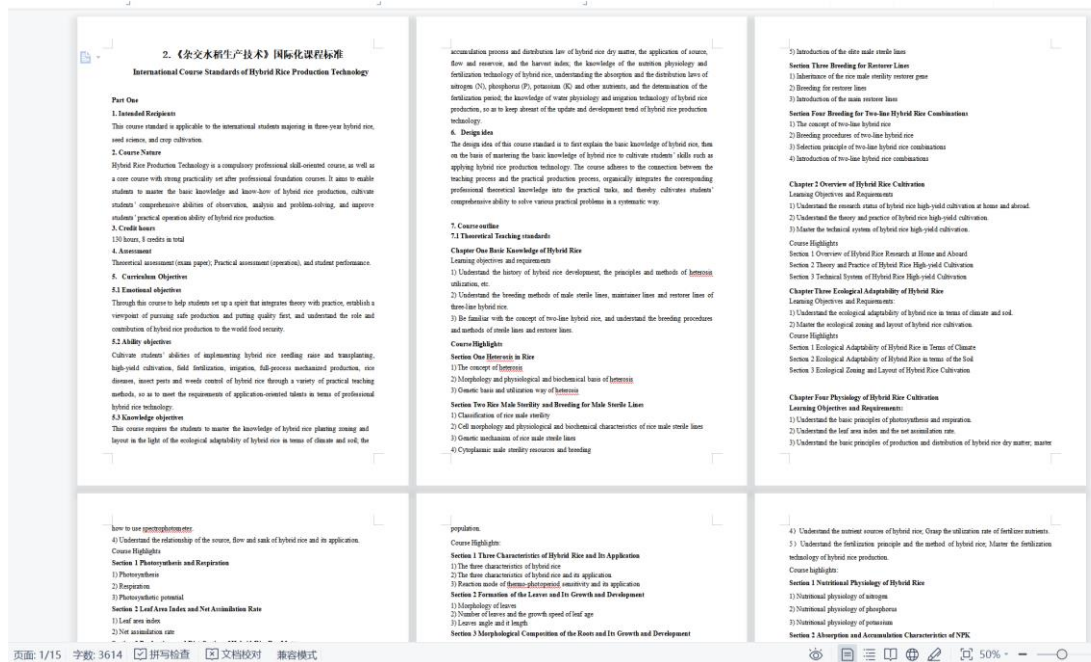 2.《杂交水稻生产技术》国际化课程标准
International Course Standards of Hybrid Rice Production Technology
Part One
1. Intended Recipients
This course standard is applicable to the international students majoring in three-year hybrid rice,
seed science, and crop cultivation.
2. Course Nature
Hybrid Rice Production Technology is a compulsory professional skill-oriented course, as well as
a core course with strong practicality set after professional foundation courses. It aims to enable
students to master the basic knowledge and know-how of hybrid rice production, cultivate
students' comprehensive abilities of observation, analysis and problem-solving, and improve
students' practical operation ability of hybrid rice production.
3. Credit hours
130 hours, 8 credits in total
4. Assessment
Theoretical assessment (exam paper); Practical assessment (operation), and student performance.
5. Curriculum Objectives
5.1 Emotional objectives
Through this course to help students set up a spirit that integrates theory with practice, establish a
viewpoint of pursuing safe production and putting quality first, and understand the role and
contribution of hybrid rice production to the world food security.
5.2 Ability objectives
Cultivate students' abilities of implementing hybrid rice seedling raise and transplanting,
high-yield cultivation, field fertilization, irrigation, full-process mechanized production, rice
diseases, insect pests and weeds control of hybrid rice through a variety of practical teaching
methods, so as to meet the requirements of application-oriented talents in terms of professional
hybrid rice technology.
5.3 Knowledge objectives
This course requires the students to master the knowledge of hybrid rice planting zoning and
layout in the light of the ecological adaptability of hybrid rice in terms of climate and soil; the
accumulation process and distribution law of hybrid rice dry matter, the application of source,
flow and reservoir, and the harvest index; the knowledge of the nutrition physiology and
fertilization technology of hybrid rice, understanding the absorption and the distribution laws of
nitrogen (N), phosphorus (P), potassium (K) and other nutrients, and the determination of the
fertilization period; the knowledge of water physiology and irrigation technology of hybrid rice
production, so as to keep abreast of the update and development trend of hybrid rice production
technology.
6. Design idea
The design idea of this course standard is to first explain the basic knowledge of hybrid rice, then
on the basis of mastering the basic knowledge of hybrid rice to cultivate students' skills such as
applying hybrid rice production technology. The course adheres to the connection between the
teaching process and the practical production process, organically integrates the corresponding
professional theoretical knowledge into the practical tasks, and thereby cultivates students'
comprehensive ability to solve various practical problems in a systematic way.
7. Course outline
7.1 Theoretical Teaching standards
Chapter One Basic Knowledge of Hybrid Rice
Learning objectives and requirements
1) Understand the history of hybrid rice development, the principles and methods of heterosis
utilization, etc.
2) Understand the breeding methods of male sterile lines, maintainer lines and restorer lines of
three-line hybrid rice.
3) Be familiar with the concept of two-line hybrid rice, and understand the breeding procedures
and methods of sterile lines and restorer lines.
Course Highlights
Section One Heterosis in Rice
1) The concept of heterosis
2) Morphology and physiological and biochemical basis of heterosis
3) Genetic basis and utilization way of heterosis
Section Two Rice Male Sterility and Breeding for Male Sterile Lines
1) Classification of rice male sterility
2) Cell morphology and physiological and biochemical characteristics of rice male sterile lines
3) Genetic mechanism of rice male sterile lines
4) Cytoplasmic male sterility resources and breeding
5) Introduction of the elite male sterile lines
Section Three Breeding for Restorer Lines
1) Inheritance of the rice male sterility restorer gene
2) Breeding for restorer lines
3) Introduction of the main restorer lines
Section Four Breeding for Two-line Hybrid Rice Combinations
1) The concept of two-line hybrid rice
2) Breeding procedures of two-line hybrid rice
3) Selection principle of two-line hybrid rice combinations
4) Introduction of two-line hybrid rice combinations
Chapter 2 Overview of Hybrid Rice Cultivation
Learning Objectives and Requirements
1) Understand the research status of hybrid rice high-yield cultivation at home and abroad.
2) Understand the theory and practice of hybrid rice high-yield cultivation.
3) Master the technical system of hybrid rice high-yield cultivation.
Course Highlights
Section 1 Overview of Hybrid Rice Research at Home and Aboard
Section 2 Theory and Practice of Hybrid Rice High-yield Cultivation
Section 3 Technical System of Hybrid Rice High-yield Cultivation
Chapter Three Ecological Adaptability of Hybrid Rice
Learning Objectives and Requirements:
1) Understand the ecological adaptability of hybrid rice in terms of climate and soil.
2) Master the ecological zoning and layout of hybrid rice cultivation.
Course Highlights
Section 1 Ecological Adaptability of Hybrid Rice in Terms of Climate
Section 2 Ecological Adaptability of Hybrid Rice in terms of the Soil
Section 3 Ecological Zoning and Layout of Hybrid Rice Cultivation
Chapter Four Physiology of Hybrid Rice Cultivation
Learning Objectives and Requirements:
1) Understand the basic principles of photosynthesis and respiration.
2) Understand the leaf area index and the net assimilation rate.
3) Understand the basic principles of production and distribution of hybrid rice dry matter; master
how to use spectrophotometer.
4) Understand the relationship of the source, flow and sank of hybrid rice and its application.
Course Highlights
Section 1 Photosynthesis and Respiration
1) Photosynthesis
2) Respiration
3) Photosynthetic potential
Section 2 Leaf Area Index and Net Assimilation Rate
1) Leaf area index
2) Net assimilation rate
population.
Course Highlights:
Section 1 Three Characteristics of Hybrid Rice and Its Application
1) The three characteristics of hybrid rice
2) The three characteristics of hybrid rice and its application
3) Reaction mode of thermo-photoperiod sensitivity and its application
Section 2 Formation of the Leaves and Its Growth and Development
1) Morphology of leaves
2) Number of leaves and the growth speed of leaf age
3) Leaves angle and it length
Section 3 Morphological Composition of the Roots and Its Growth and Development
4) Understand the nutrient sources of hybrid rice; Grasp the utilization rate of fertilizer nutrients.
5) Understand the fertilization principle and the method of hybrid rice; Master the fertilization
technology of hybrid rice production.
Course highlights:
Section 1 Nutritional Physiology of Hybrid Rice
1) Nutritional physiology of nitrogen
2) Nutritional physiology of phosphorus
3) Nutritional physiology of potassium
Section 2 Absorption and Accumulation Characteristics of NPK
页面: 1/15 字数: 3614 拼写检查 文档校对 兼容模式 50%